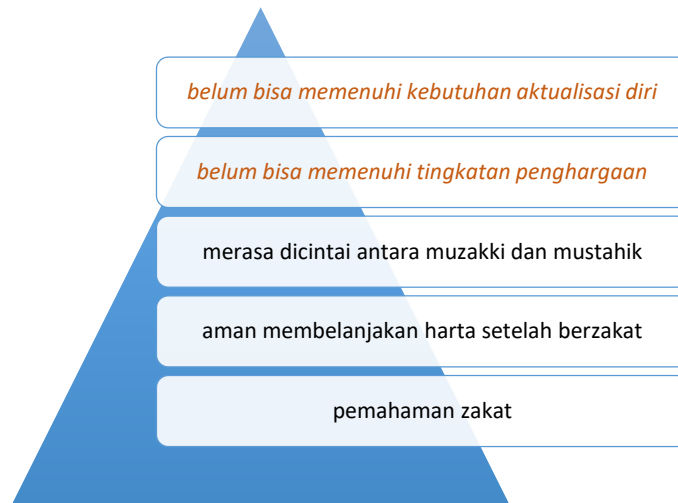 belum bisa memenuhi kebutuhan aktualisasi diri
belum bisa memenuhi tingkatan penghargaan
merasa dicintai antara muzakki dan mustahik
aman membelanjakan harta setelah berzakat
pemahaman zakat